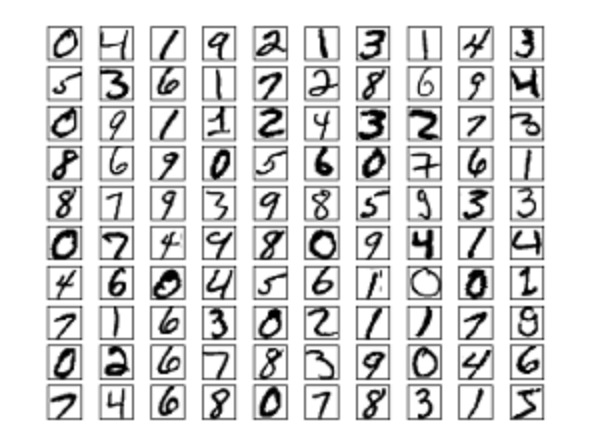 0 4 1 9 2 1 3 1 4 3
5 3 6 1 7 2 8 6 9 4
0 9 1 1 2 4 3 2 7 3
8 6 9 0 5 6 0 7 6 1
8 7 9 3 9 8 5 9 3 3
0 7 4 9 8 0 9 4 1 4
4 6 0 4 5 6 1 0 0 1
7 1 6 3 0 2 1 1 7 9
0 2 6 7 8 3 9 0 4 6
7 4 6 8 0 7 8 3 1 5